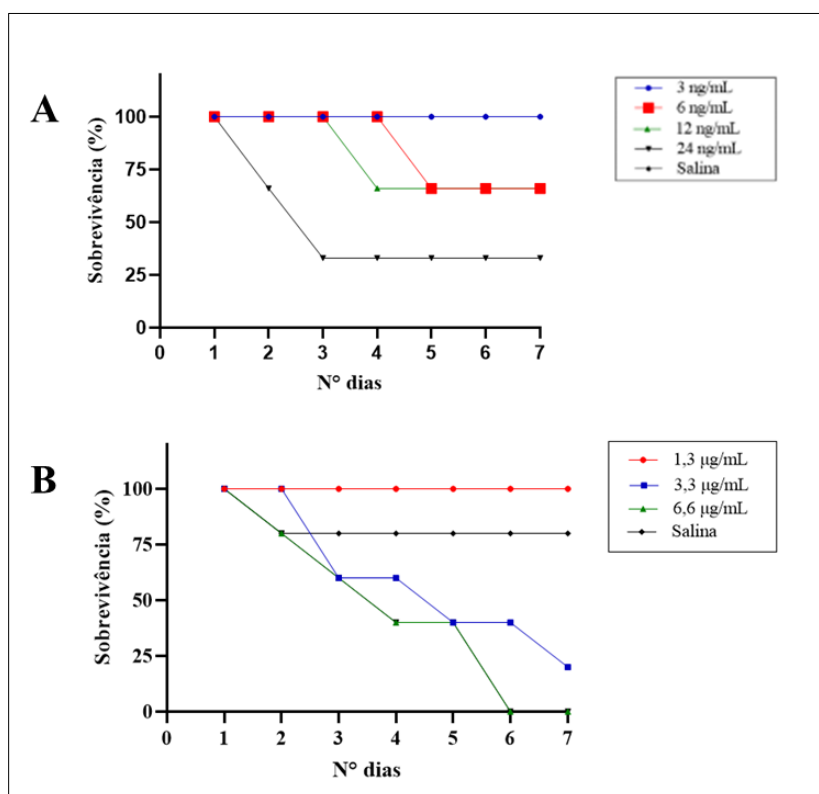 A
Sobrevivência (%)
100
75
50
25
0
0 1 2 3 4 5 6 7
N° dias
3 ng/mL
6 ng/mL
12 ng/mL
24 ng/mL
Salina
B
Sobrevivência (%)
100
75
50
25
0
0 1 2 3 4 5 6 7
N° dias
1,3 µg/mL
3,3 µg/mL
6,6 µg/mL
Salina